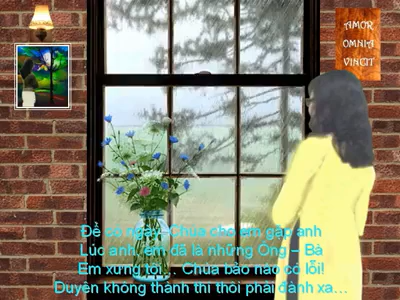 AMOR
OMNIA
VINCIT
Để có ngày, Chúa cho em gặp anh
Lúc anh, em đã là những Ông – Bà
Em xưng tội... Chúa bảo nào có lỗi!
Duyên không thành thì thôi phải đành xa...